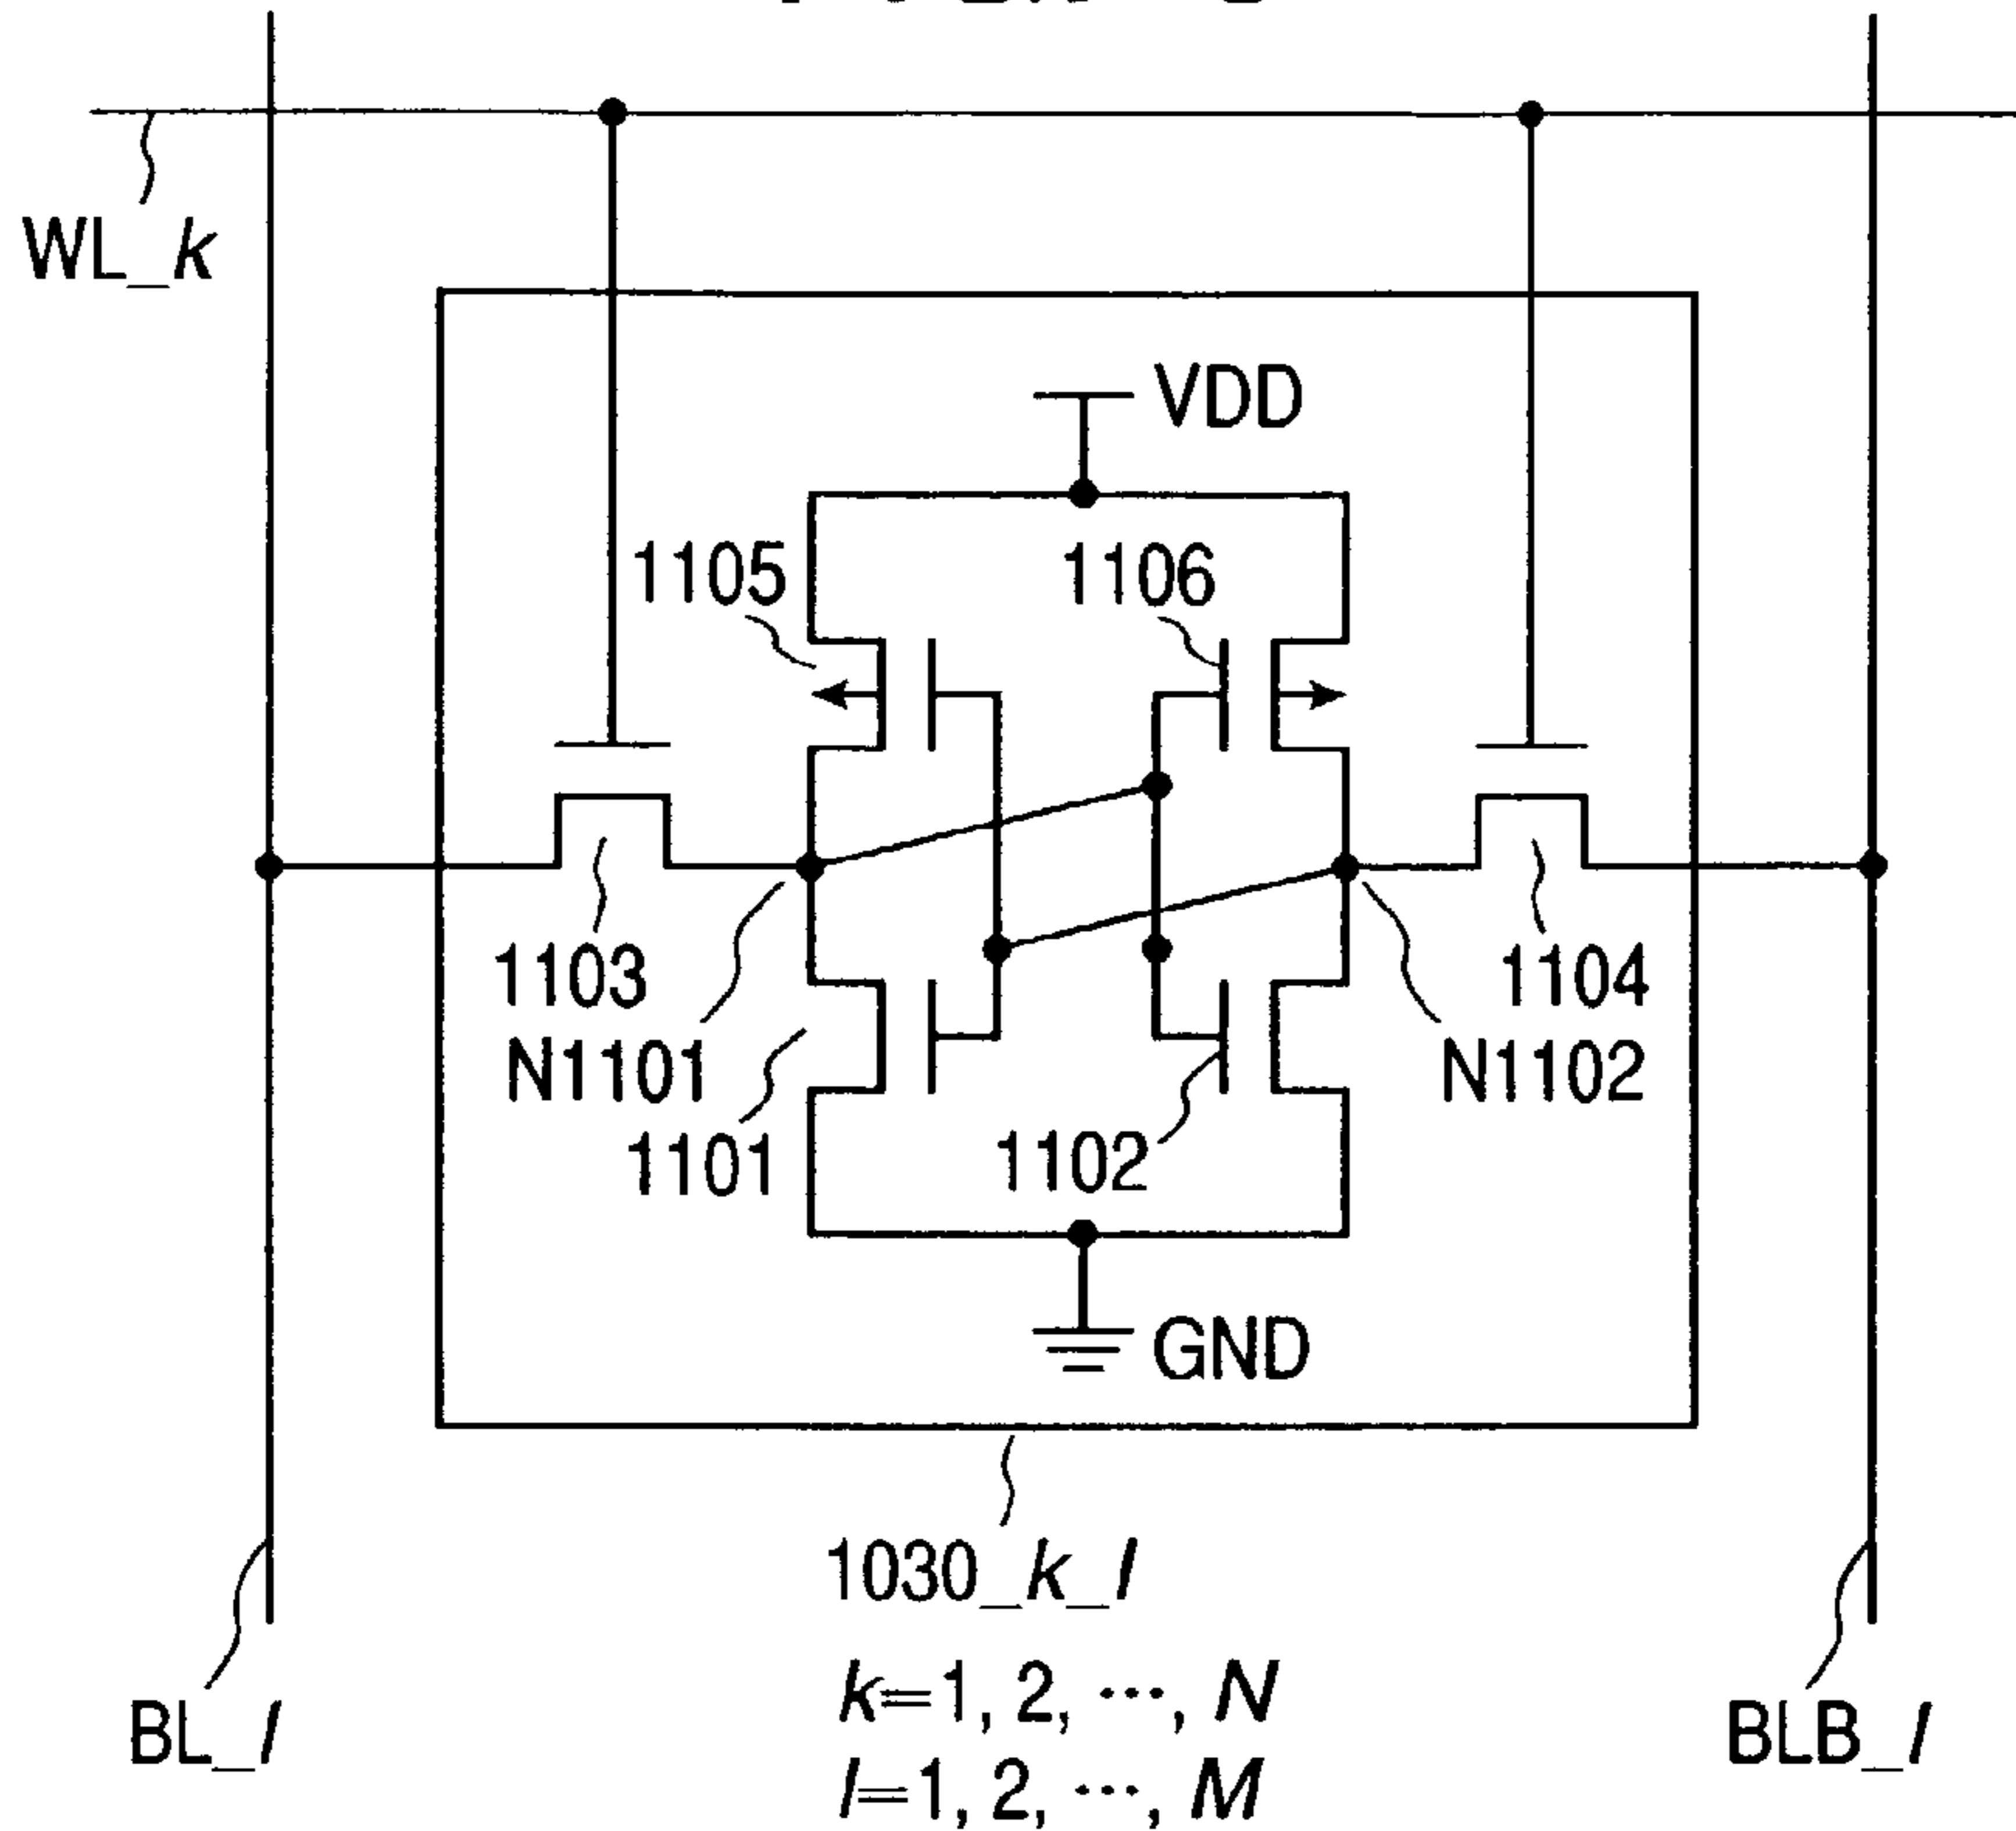 WL_k
VDD
1105
1106
1103
1104
N1101
N1102
1101
1102
GND
1030_k_l
k=1, 2, ···, N
l=1, 2, ···, M
BL_l
BLB_l